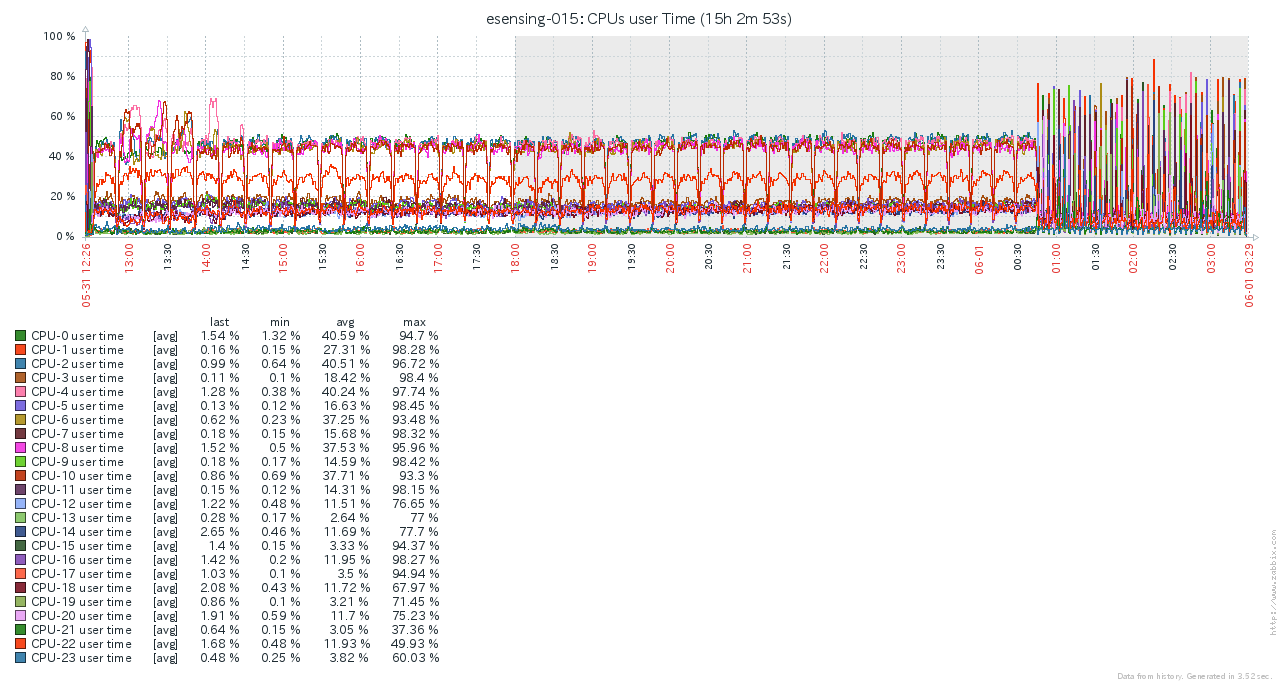 esensing-015: CPUs user Time (15h 2m 53s)
100 %
80 %
60 %
40 %
20 %
0 %
05-31 12:26 13:00 13:30 14:00 14:30 15:00 15:30 16:00 16:30 17:00 17:30 18:00 18:30 19:00 19:30 20:00 20:30 21:00 21:30 22:00 22:30 23:00 23:30 06-01 00:30 01:00 01:30 02:00 02:30 03:00 06-01 03:29
last min avg max
CPU-0 user time [avg] 1.54 % 1.32 % 40.59 % 94.7 %
CPU-1 user time [avg] 0.16 % 0.15 % 27.31 % 98.28 %
CPU-2 user time [avg] 0.99 % 0.64 % 40.51 % 96.72 %
CPU-3 user time [avg] 0.11 % 0.1 % 18.42 % 98.4 %
CPU-4 user time [avg] 1.28 % 0.38 % 40.24 % 97.74 %
CPU-5 user time [avg] 0.13 % 0.12 % 16.63 % 98.45 %
CPU-6 user time [avg] 0.62 % 0.23 % 37.25 % 93.48 %
CPU-7 user time [avg] 0.18 % 0.15 % 15.68 % 98.32 %
CPU-8 user time [avg] 1.52 % 0.5 % 37.53 % 95.96 %
CPU-9 user time [avg] 0.18 % 0.17 % 14.59 % 98.42 %
CPU-10 user time [avg] 0.86 % 0.69 % 37.71 % 93.3 %
CPU-11 user time [avg] 0.15 % 0.12 % 14.31 % 98.15 %
CPU-12 user time [avg] 1.22 % 0.48 % 11.51 % 76.65 %
CPU-13 user time [avg] 0.28 % 0.17 % 2.64 % 77 %
CPU-14 user time [avg] 2.65 % 0.46 % 11.69 % 77.7 %
CPU-15 user time [avg] 1.4 % 0.15 % 3.33 % 94.37 %
CPU-16 user time [avg] 1.42 % 0.2 % 11.95 % 98.27 %
CPU-17 user time [avg] 1.03 % 0.1 % 3.5 % 94.94 %
CPU-18 user time [avg] 2.08 % 0.43 % 11.72 % 67.97 %
CPU-19 user time [avg] 0.86 % 0.1 % 3.21 % 71.45 %
CPU-20 user time [avg] 1.91 % 0.59 % 11.7 % 75.23 %
CPU-21 user time [avg] 0.64 % 0.15 % 3.05 % 37.36 %
CPU-22 user time [avg] 1.68 % 0.48 % 11.93 % 49.93 %
CPU-23 user time [avg] 0.48 % 0.25 % 3.82 % 60.03 %
http://www.zabbix.com
Data from history. Generated in 3.52 sec.